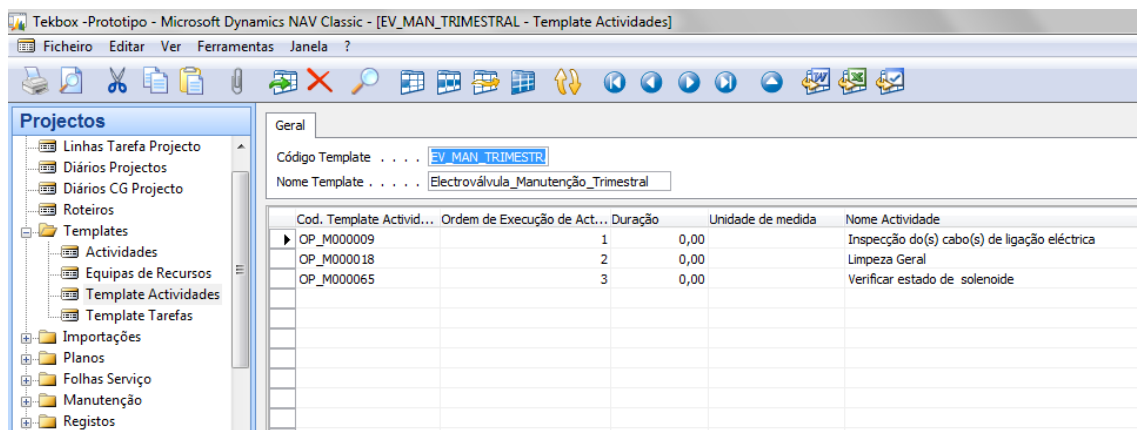 Tekbox -Prototipo - Microsoft Dynamics NAV Classic - [EV_MAN_TRIMESTRAL - Template Actividades]
Ficheiro Editar Ver Ferramentas Janela ?
Projectos
Linhas Tarefa Projecto
Diários Projectos
Diários CG Projecto
Roteiros
Templates
Actividades
Equipas de Recursos
Template Actividades
Template Tarefas
Importações
Planos
Folhas Serviço
Manutenção
Registos
Geral
Código Template . . . . EV_MAN_TRIMESTR
Nome Template . . . . . Electroválvula_Manutenção_Trimestral
Cod. Template Activid... Ordem de Execução de Act... Duração Unidade de medida Nome Actividade
OP_M000009 1 0,00 Inspecção do(s) cabo(s) de ligação eléctrica
OP_M000018 2 0,00 Limpeza Geral
OP_M000065 3 0,00 Verificar estado de solenoide